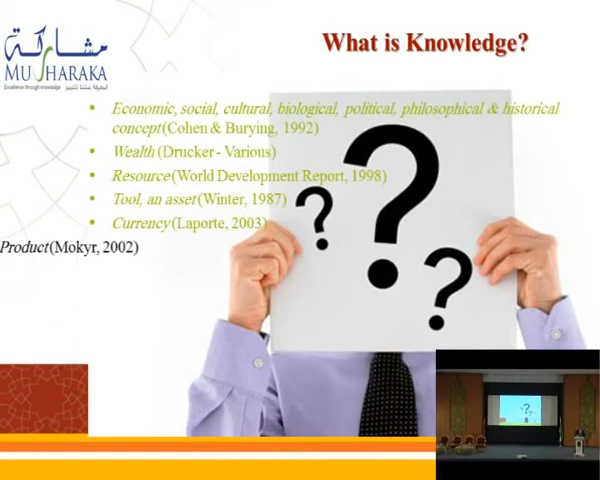 What is Knowledge?
مشاركة
MUSHARAKA
Excellence through knowledge
• Economic, social, cultural, biological, political, philosophical & historical
concept (Cohen & Burying, 1992)
• Wealth (Drucker - Various)
• Resource (World Development Report, 1998)
• Tool, an asset (Winter, 1987)
• Currency (Laporte, 2003)
Product (Mokyr, 2002)
? ? ?